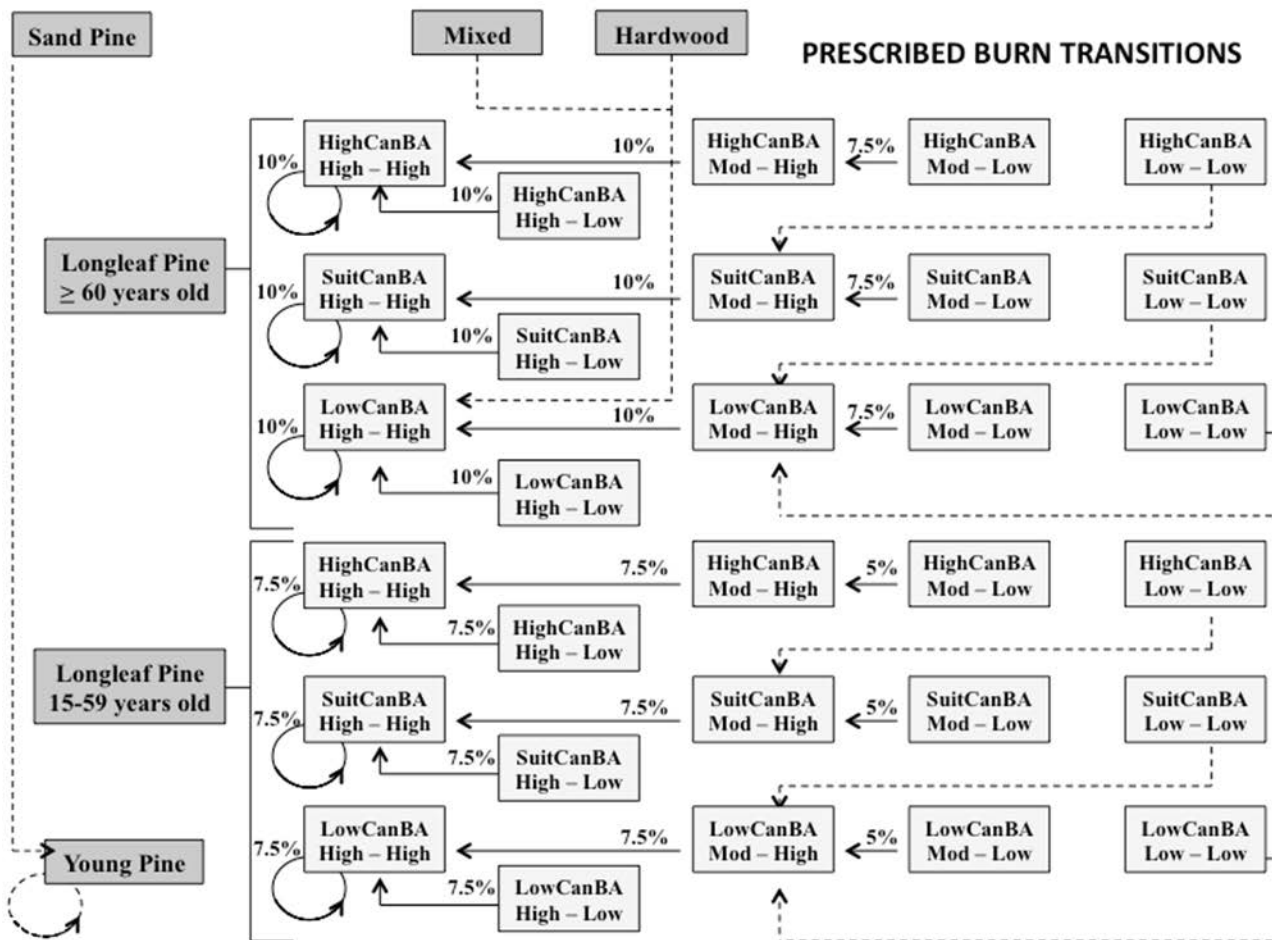 Sand Pine
Mixed
Hardwood
PRESCRIBED BURN TRANSITIONS
Longleaf Pine
≥ 60 years old
10%
HighCanBA
High – High
10%
HighCanBA
Mod – High
7.5%
HighCanBA
Mod – Low
HighCanBA
Low – Low
10%
HighCanBA
High – Low
10%
SuitCanBA
High – High
10%
SuitCanBA
Mod – High
7.5%
SuitCanBA
Mod – Low
SuitCanBA
Low – Low
10%
SuitCanBA
High – Low
10%
LowCanBA
High – High
10%
LowCanBA
Mod – High
7.5%
LowCanBA
Mod – Low
LowCanBA
Low – Low
10%
LowCanBA
High – Low
Longleaf Pine
15-59 years old
7.5%
HighCanBA
High – High
7.5%
HighCanBA
Mod – High
5%
HighCanBA
Mod – Low
HighCanBA
Low – Low
7.5%
HighCanBA
High – Low
7.5%
SuitCanBA
High – High
7.5%
SuitCanBA
Mod – High
5%
SuitCanBA
Mod – Low
SuitCanBA
Low – Low
7.5%
SuitCanBA
High – Low
7.5%
LowCanBA
High – High
7.5%
LowCanBA
Mod – High
5%
LowCanBA
Mod – Low
LowCanBA
Low – Low
7.5%
LowCanBA
High – Low
Young Pine